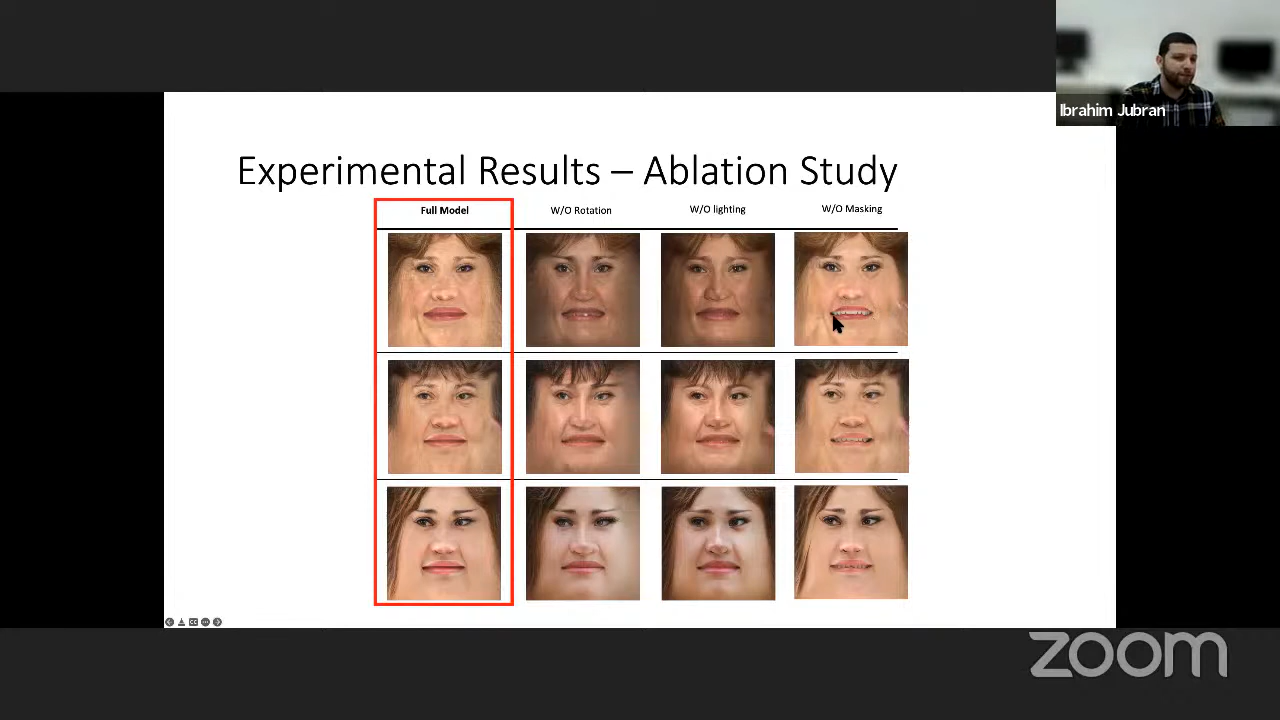 Ibrahim Jubran
Experimental Results – Ablation Study
Full Model
W/O Rotation
W/O lighting
W/O Masking
zoom